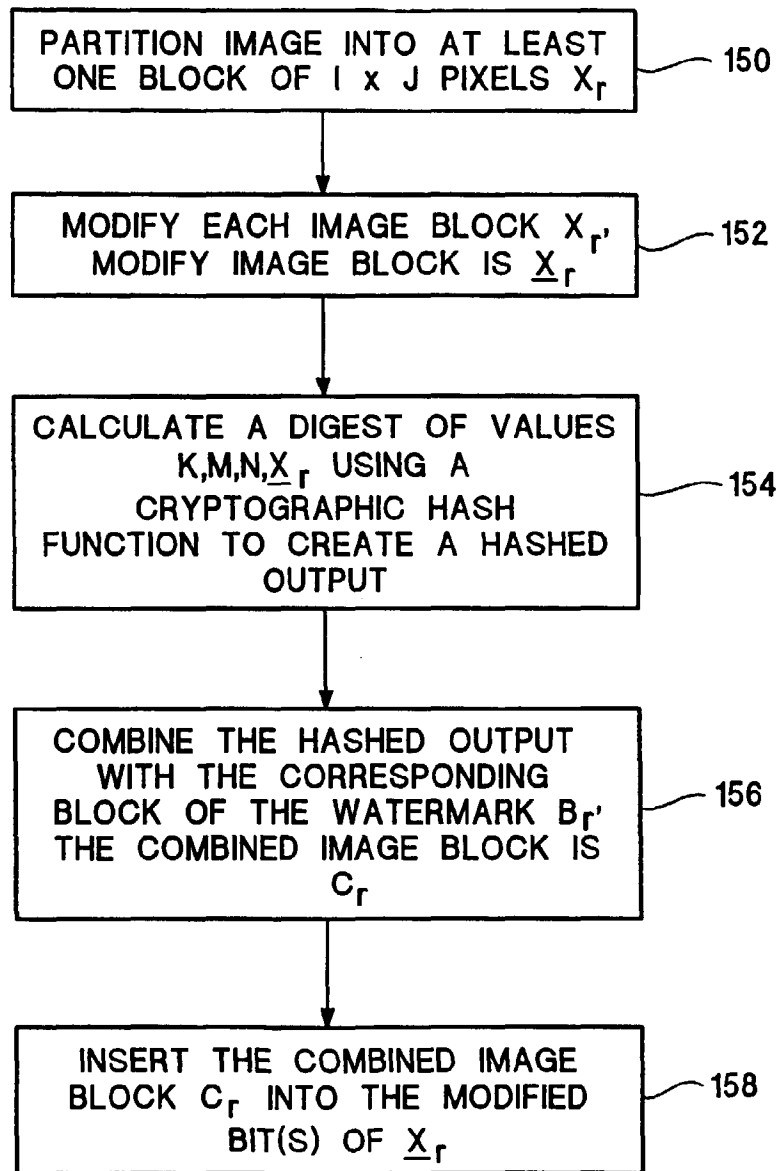 PARTITION IMAGE INTO AT LEAST
ONE BLOCK OF I x J PIXELS Xr
150
MODIFY EACH IMAGE BLOCK Xr,
MODIFY IMAGE BLOCK IS Xr
152
CALCULATE A DIGEST OF VALUES
K,M,N,Xr USING A
CRYPTOGRAPHIC HASH
FUNCTION TO CREATE A HASHED
OUTPUT
154
COMBINE THE HASHED OUTPUT
WITH THE CORRESPONDING
BLOCK OF THE WATERMARK Br,
THE COMBINED IMAGE BLOCK IS
Cr
156
INSERT THE COMBINED IMAGE
BLOCK Cr INTO THE MODIFIED
BIT(S) OF Xr
158